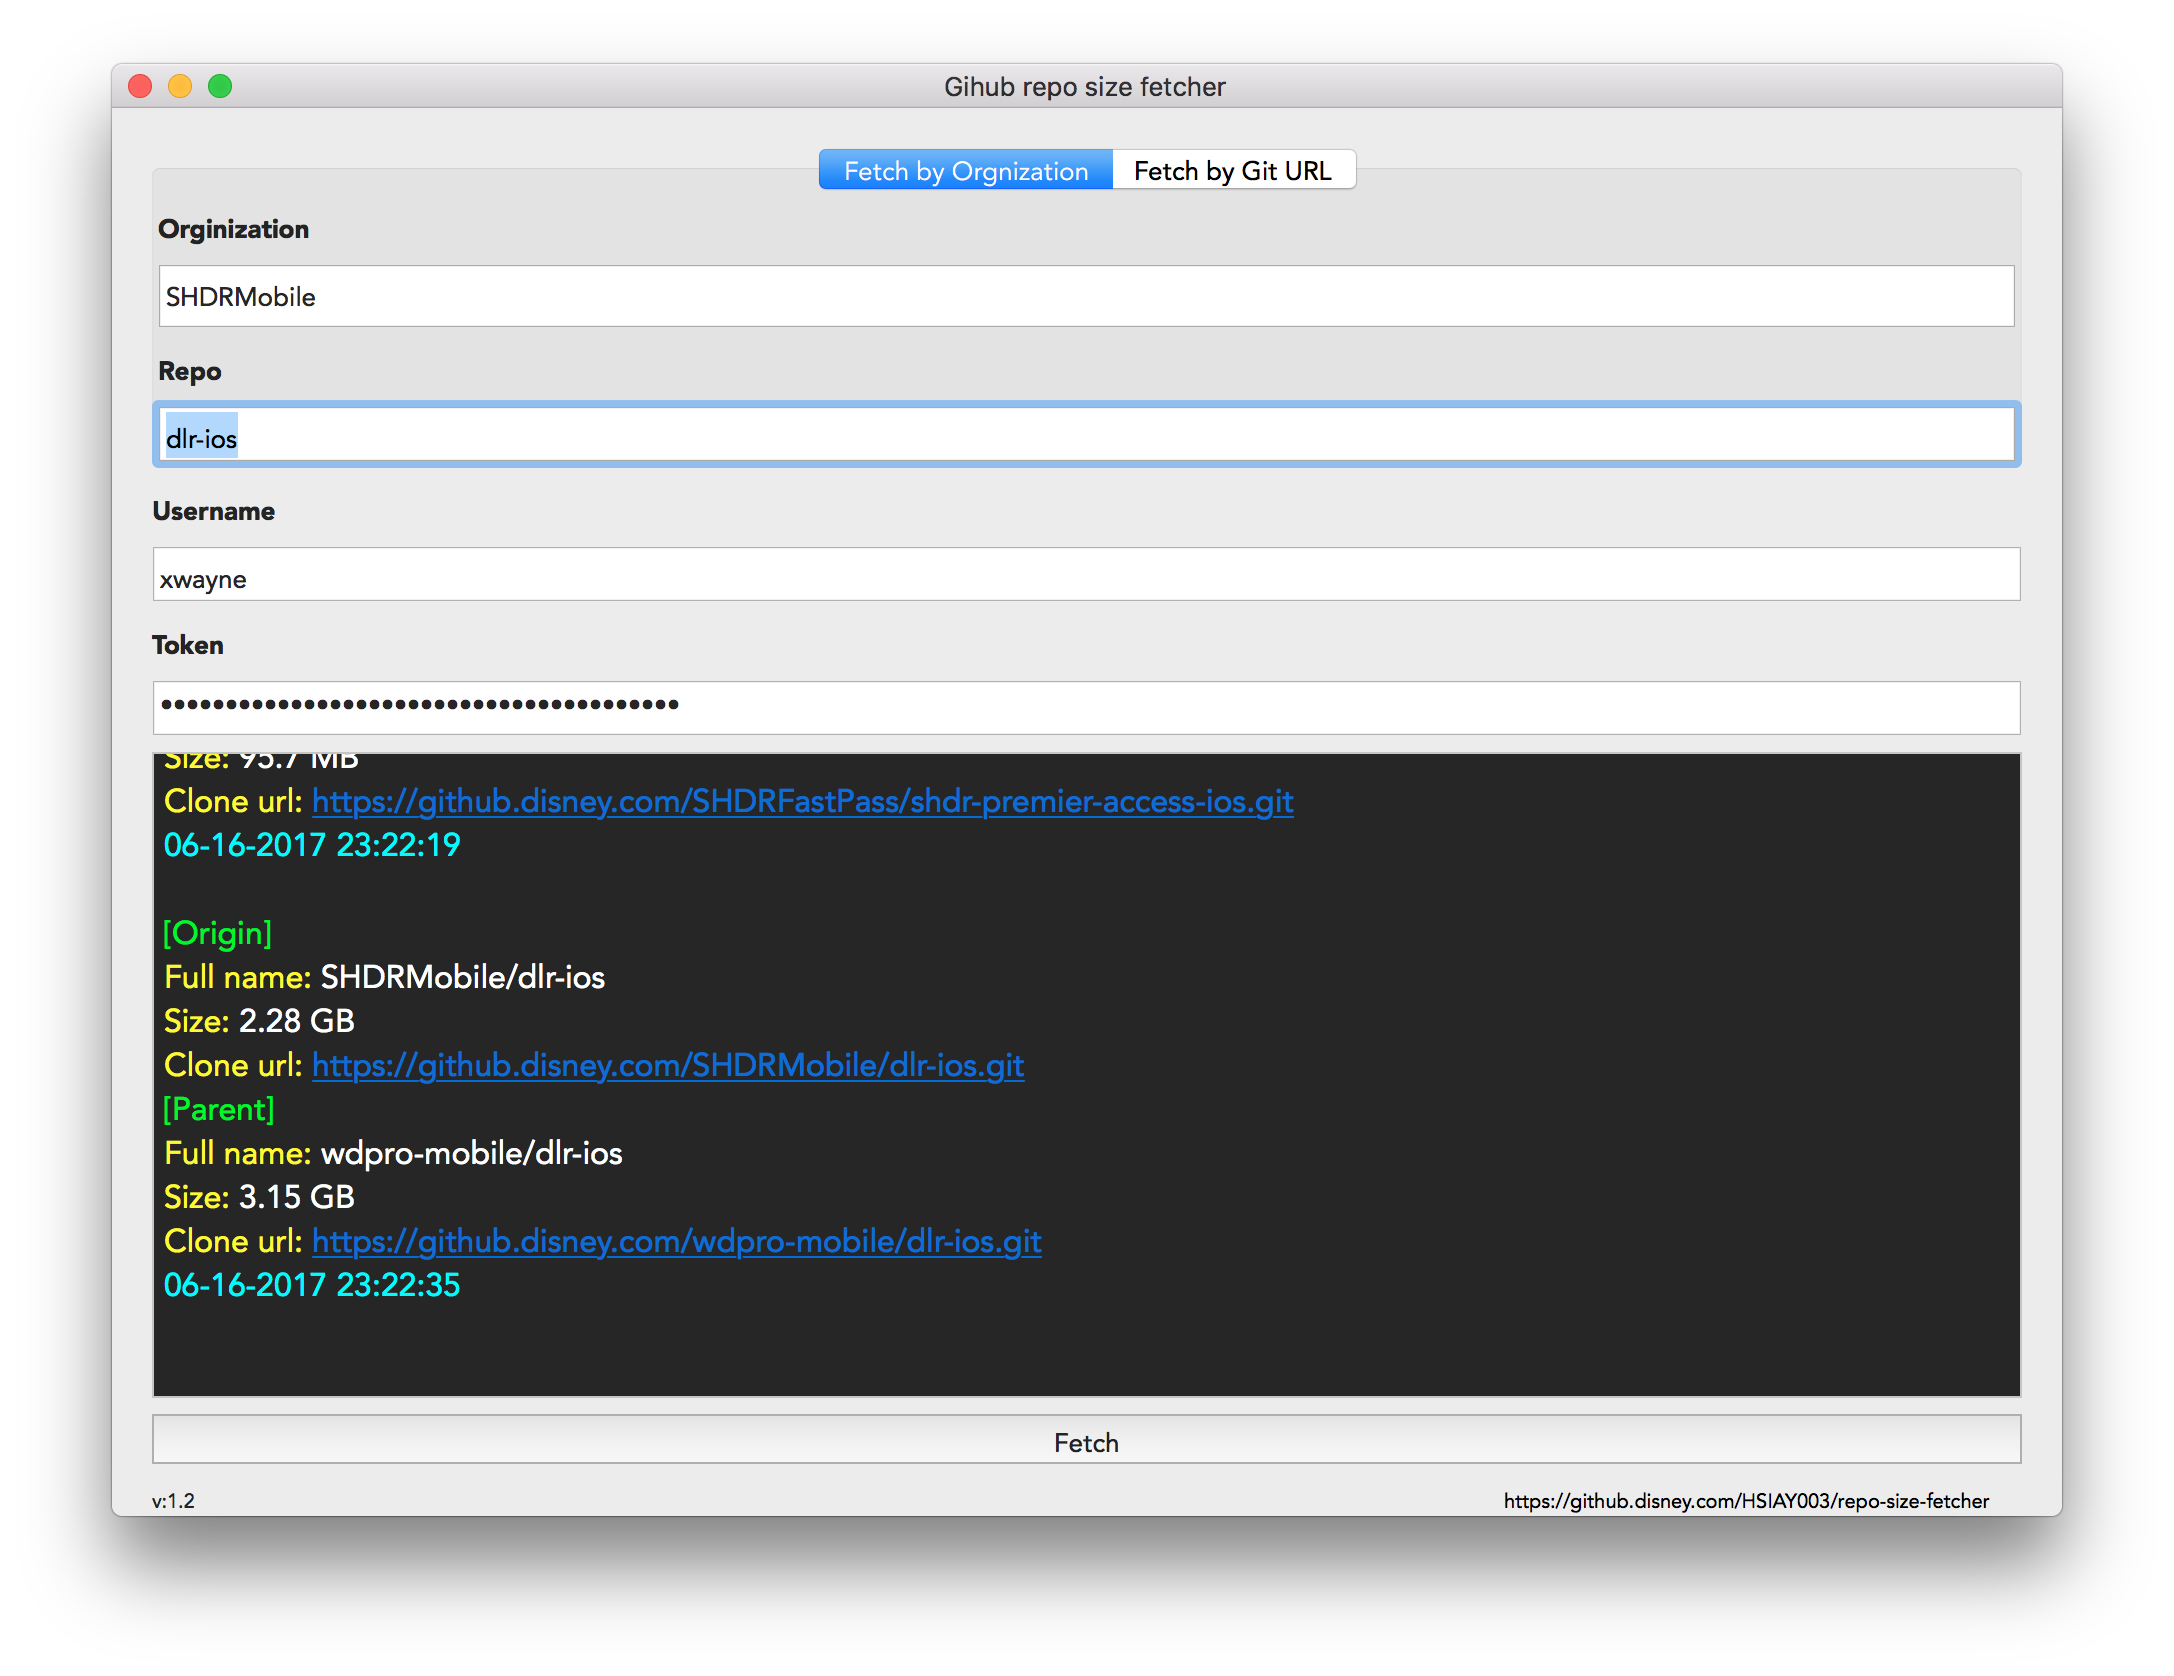 Gihub repo size fetcher
Fetch by Orgnization Fetch by Git URL
Orginization
SHDRMobile
Repo
dlr-ios
Username
xwayne
Token
••••••••••••••••••••••••••••••••••••••••
Size: 95.7 MB
Clone url: https://github.disney.com/SHDRFastPass/shdr-premier-access-ios.git
06-16-2017 23:22:19
[Origin]
Full name: SHDRMobile/dlr-ios
Size: 2.28 GB
Clone url: https://github.disney.com/SHDRMobile/dlr-ios.git
[Parent]
Full name: wdpro-mobile/dlr-ios
Size: 3.15 GB
Clone url: https://github.disney.com/wdpro-mobile/dlr-ios.git
06-16-2017 23:22:35
Fetch
v:1.2 https://github.disney.com/HSIAY003/repo-size-fetcher